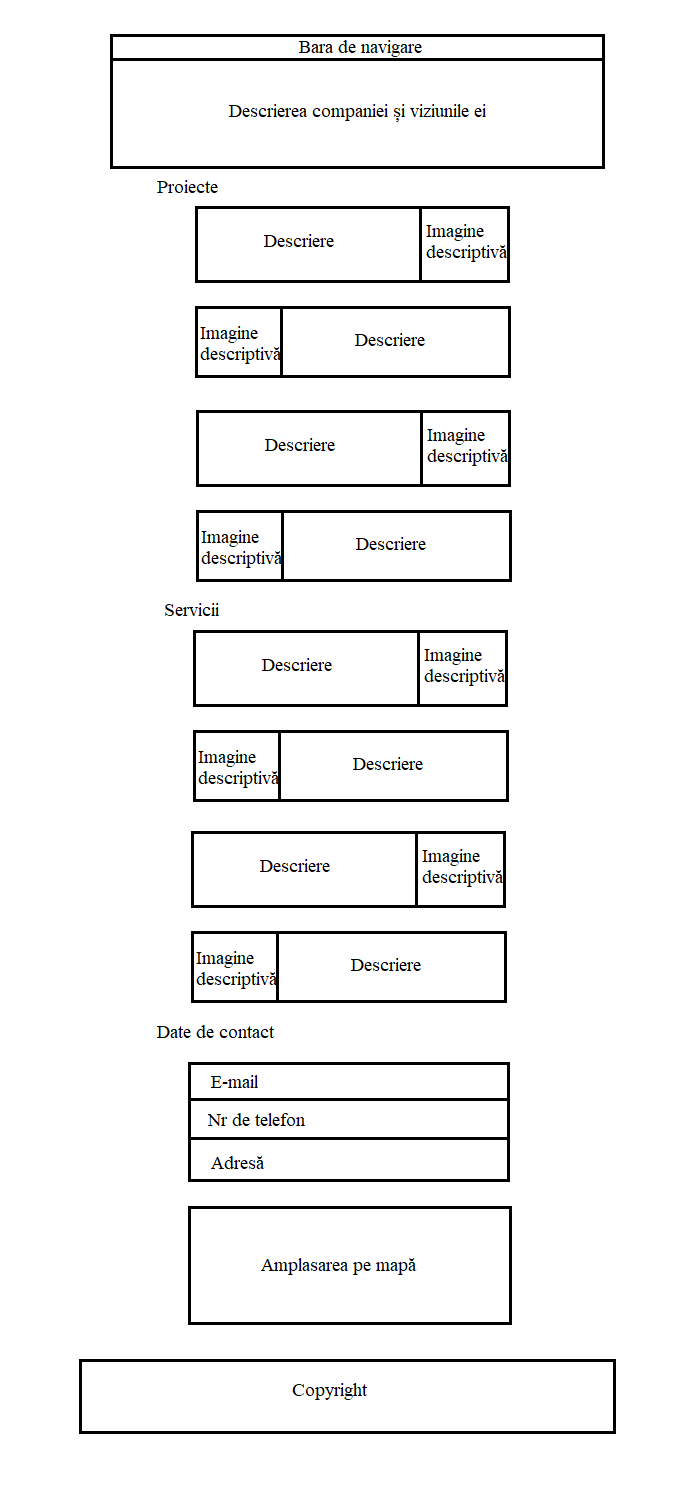 Bara de navigare
Descrierea companiei și viziunile ei
Proiecte
Descriere
Imagine
descriptivă
Imagine
descriptivă
Descriere
Descriere
Imagine
descriptivă
Imagine
descriptivă
Descriere
Servicii
Descriere
Imagine
descriptivă
Imagine
descriptivă
Descriere
Descriere
Imagine
descriptivă
Imagine
descriptivă
Descriere
Date de contact
E-mail
Nr de telefon
Adresă
Amplasarea pe mapă
Copyright